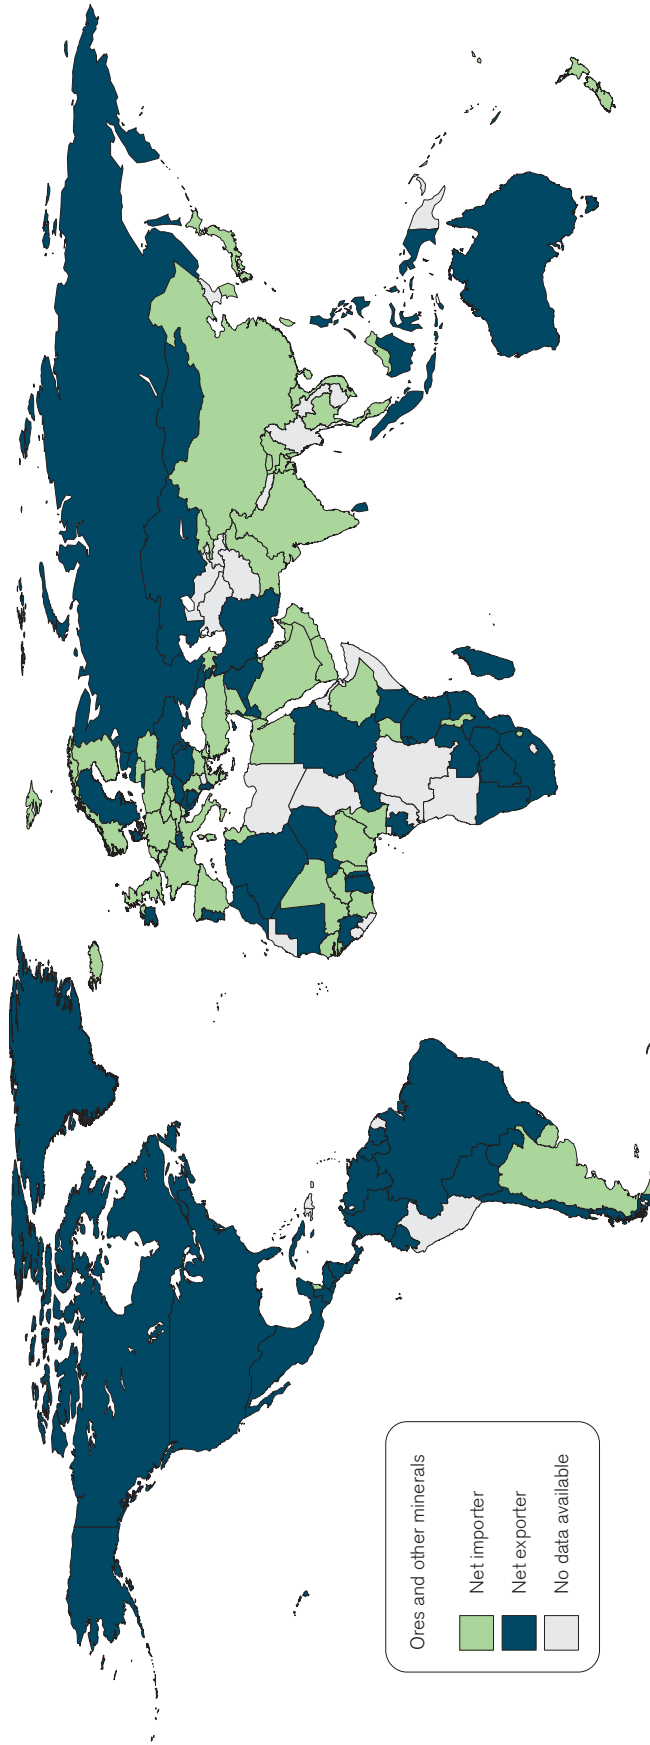 Ores and other minerals
Net importer
Net exporter
No data available